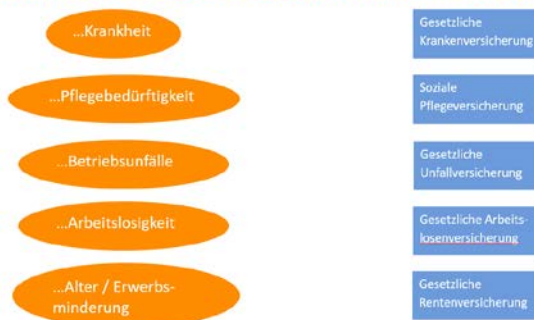 ...Krankheit
Gesetzliche
Krankenversicherung
...Pflegebedürftigkeit
Soziale
Pflegeversicherung
...Betriebsunfälle
Gesetzliche
Unfallversicherung
...Arbeitslosigkeit
Gesetzliche Arbeits-
losenversicherung
...Alter / Erwerbs-
minderung
Gesetzliche
Rentenversicherung